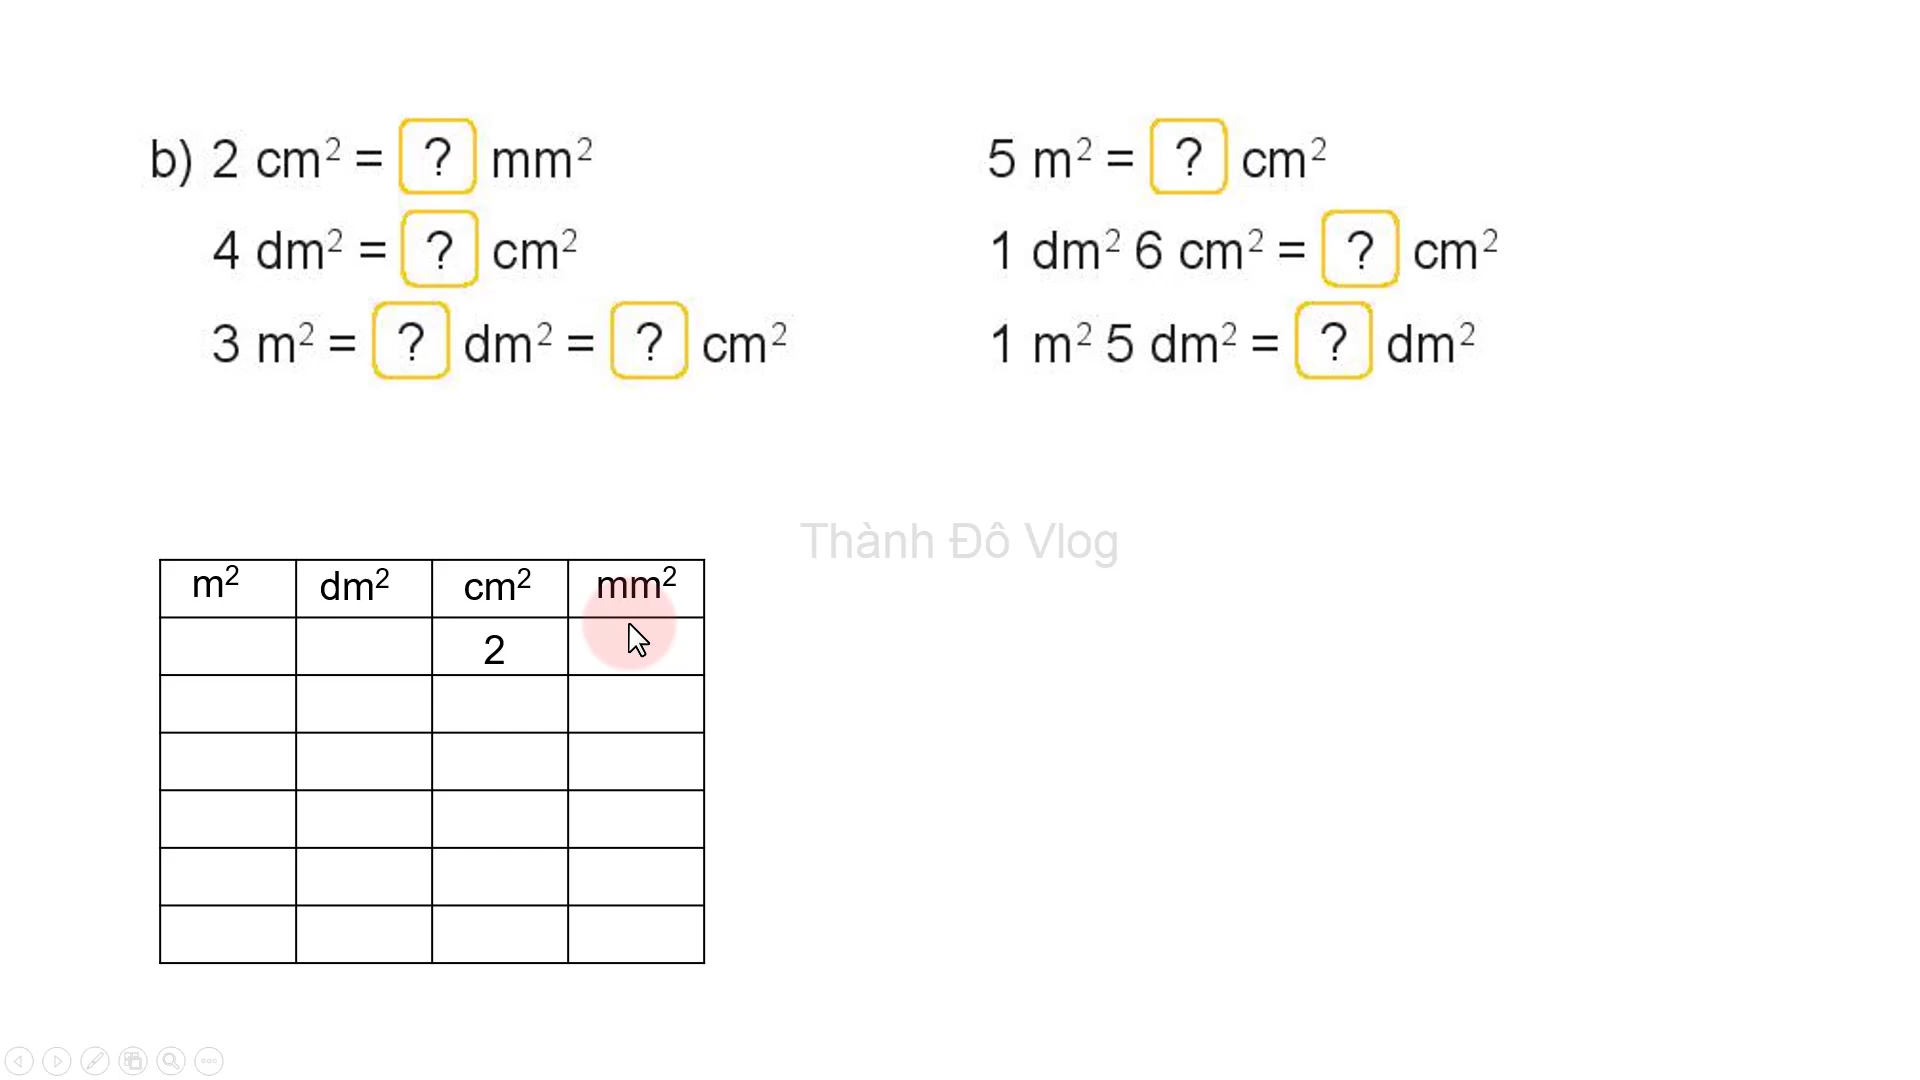 b) 2 cm² = ? mm²
4 dm² = ? cm²
3 m² = ? dm² = ? cm²
5 m² = ? cm²
1 dm² 6 cm² = ? cm²
1 m² 5 dm² = ? dm²
Thành Đô Vlog
m² dm² cm² mm²
2